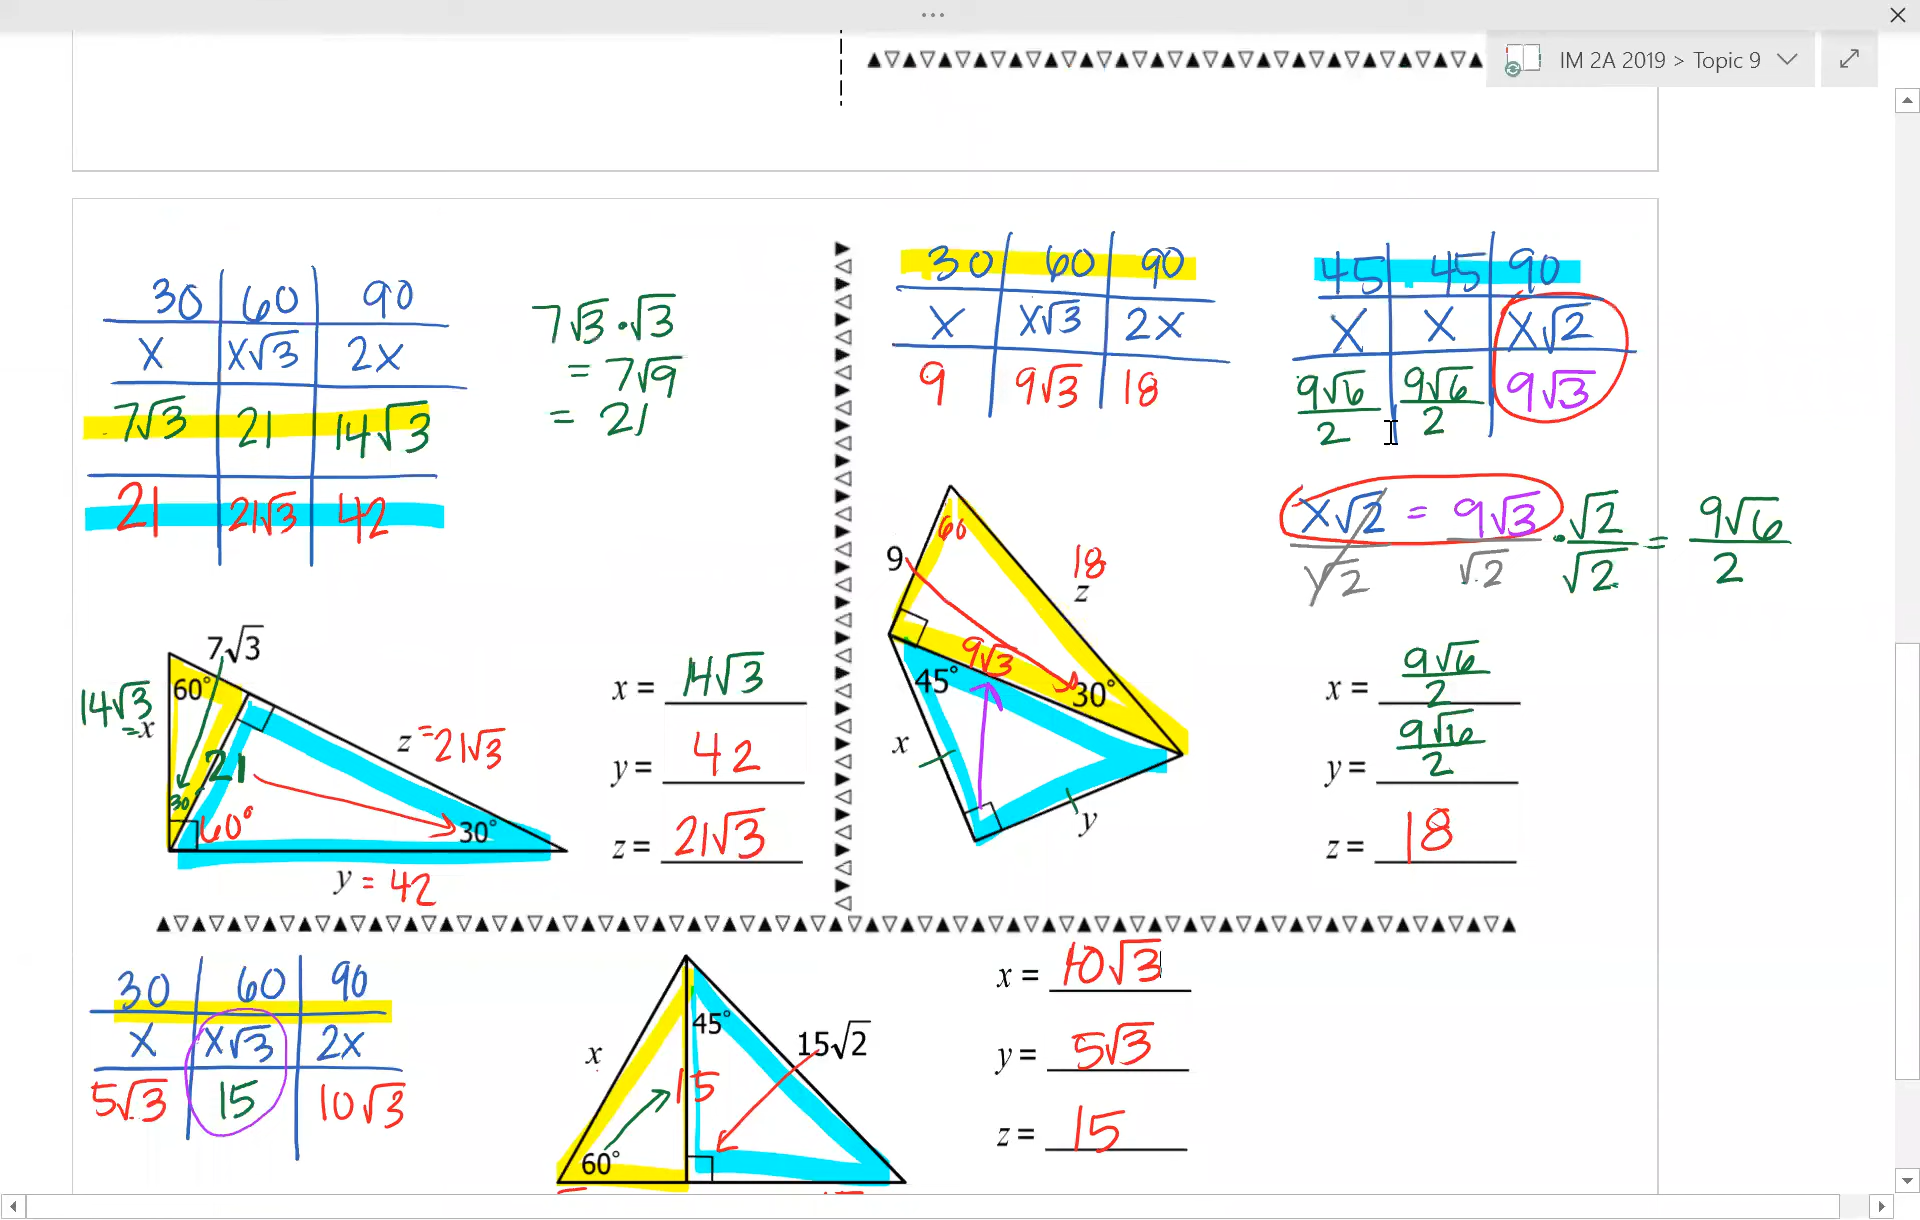 IM 2A 2019 > Topic 9
30 60 90
x x√3 2x
7√3 21 14√3
21 21√3 42
7√3·√3
= 7√9
= 21
7√3
60°
14√3
=x
21
30
60°
30°
z =21√3
y = 42
x = 14√3
y = 42
z = 21√3
30 60 90
x x√3 2x
9 9√3 18
45 45 90
x x x√2
9√6/2 9√6/2 9√3
x√2/√2 = 9√3/√2 · √2/√2 = 9√6/2
60
9
18
z
9√3
45°
30°
x
y
x = 9√6/2
y = 9√6/2
z = 18
30 60 90
x x√3 2x
5√3 15 10√3
45°
15√2
x
15
60°
x = 10√3
y = 5√3
z = 15